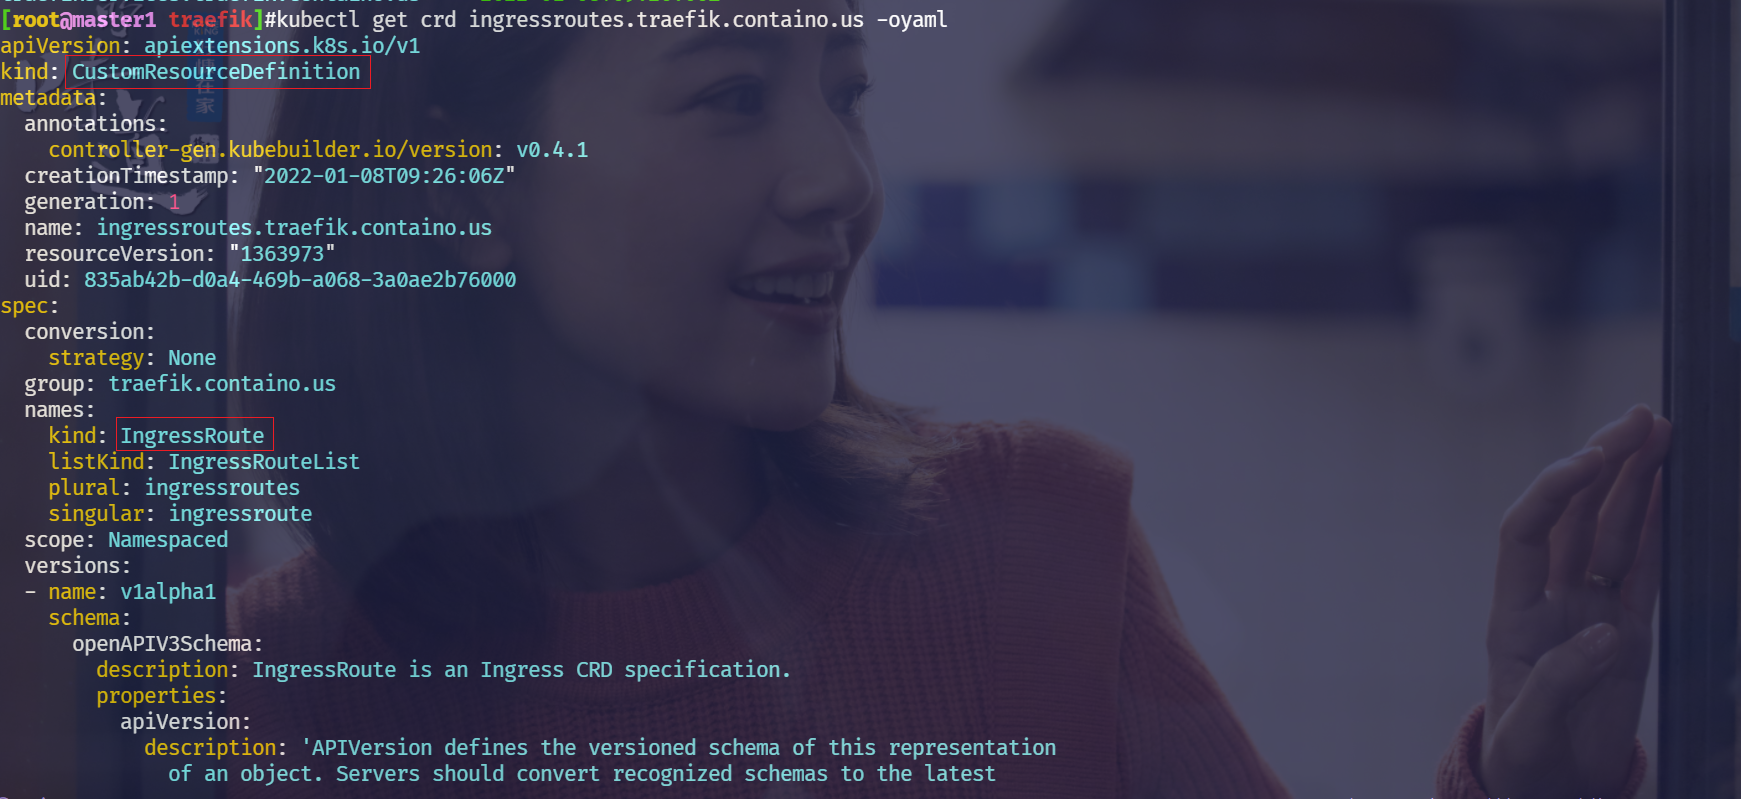 [root@master1 traefik]#kubectl get crd ingressroutes.traefik.containo.us -oyaml
apiVersion: apiextensions.k8s.io/v1
kind: CustomResourceDefinition
metadata:
  annotations:
    controller-gen.kubebuilder.io/version: v0.4.1
  creationTimestamp: "2022-01-08T09:26:06Z"
  generation: 1
  name: ingressroutes.traefik.containo.us
  resourceVersion: "1363973"
  uid: 835ab42b-d0a4-469b-a068-3a0ae2b76000
spec:
  conversion:
    strategy: None
  group: traefik.containo.us
  names:
    kind: IngressRoute
    listKind: IngressRouteList
    plural: ingressroutes
    singular: ingressroute
  scope: Namespaced
  versions:
  - name: v1alpha1
    schema:
      openAPIV3Schema:
        description: IngressRoute is an Ingress CRD specification.
        properties:
          apiVersion:
            description: 'APIVersion defines the versioned schema of this representation
              of an object. Servers should convert recognized schemas to the latest